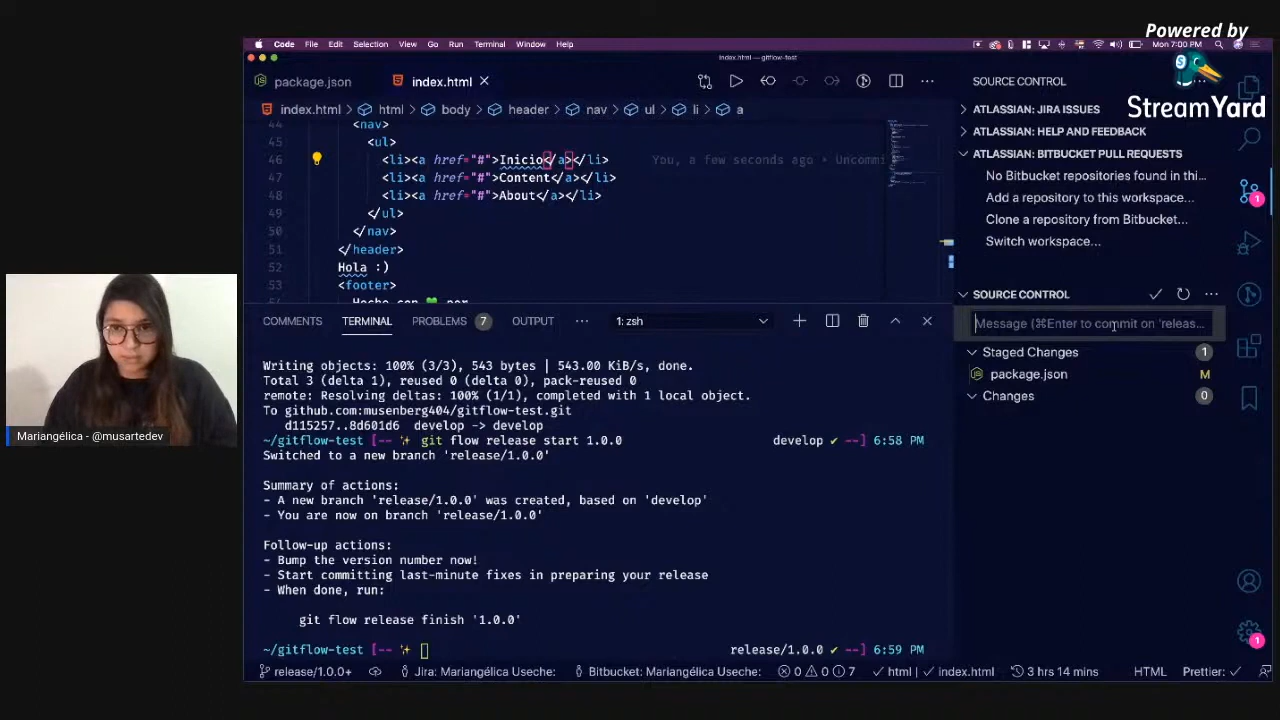 Powered by
StreamYard
Code File Edit Selection View Go Run Terminal Window Help
Mon 7:00 PM
index.html — gitflow-test
package.json
index.html
index.html > html > body > header > nav > ul > li > a
44 <nav>
45 <ul>
46 <li><a href="#">Inicio</a></li> You, a few seconds ago • Uncommi
47 <li><a href="#">Content</a></li>
48 <li><a href="#">About</a></li>
49 </ul>
50 </nav>
51 </header>
52 Hola :)
53 <footer>
COMMENTS TERMINAL PROBLEMS 7 OUTPUT ... 1: zsh
Writing objects: 100% (3/3), 543 bytes | 543.00 KiB/s, done.
Total 3 (delta 1), reused 0 (delta 0), pack-reused 0
remote: Resolving deltas: 100% (1/1), completed with 1 local object.
To github.com:musenberg404/gitflow-test.git
d115257..8d601d6 develop -> develop
~/gitflow-test [-- ✨ git flow release start 1.0.0 develop ✔ --] 6:58 PM
Switched to a new branch 'release/1.0.0'
Summary of actions:
- A new branch 'release/1.0.0' was created, based on 'develop'
- You are now on branch 'release/1.0.0'
Follow-up actions:
- Bump the version number now!
- Start committing last-minute fixes in preparing your release
- When done, run:
git flow release finish '1.0.0'
~/gitflow-test [-- ✨ release/1.0.0 ✔ --] 6:59 PM
release/1.0.0+ Jira: Mariangélica Useche: Bitbucket: Mariangélica Useche: 0 0 7 html | index.html 3 hrs 14 mins HTML Prettier: ✓
SOURCE CONTROL
ATLASSIAN: JIRA ISSUES
ATLASSIAN: HELP AND FEEDBACK
ATLASSIAN: BITBUCKET PULL REQUESTS
No Bitbucket repositories found in thi...
Add a repository to this workspace...
Clone a repository from Bitbucket...
Switch workspace...
SOURCE CONTROL
Message (⌘Enter to commit on 'releas...
Staged Changes 1
package.json M
Changes 0
1
1
Mariangélica - @musartedev